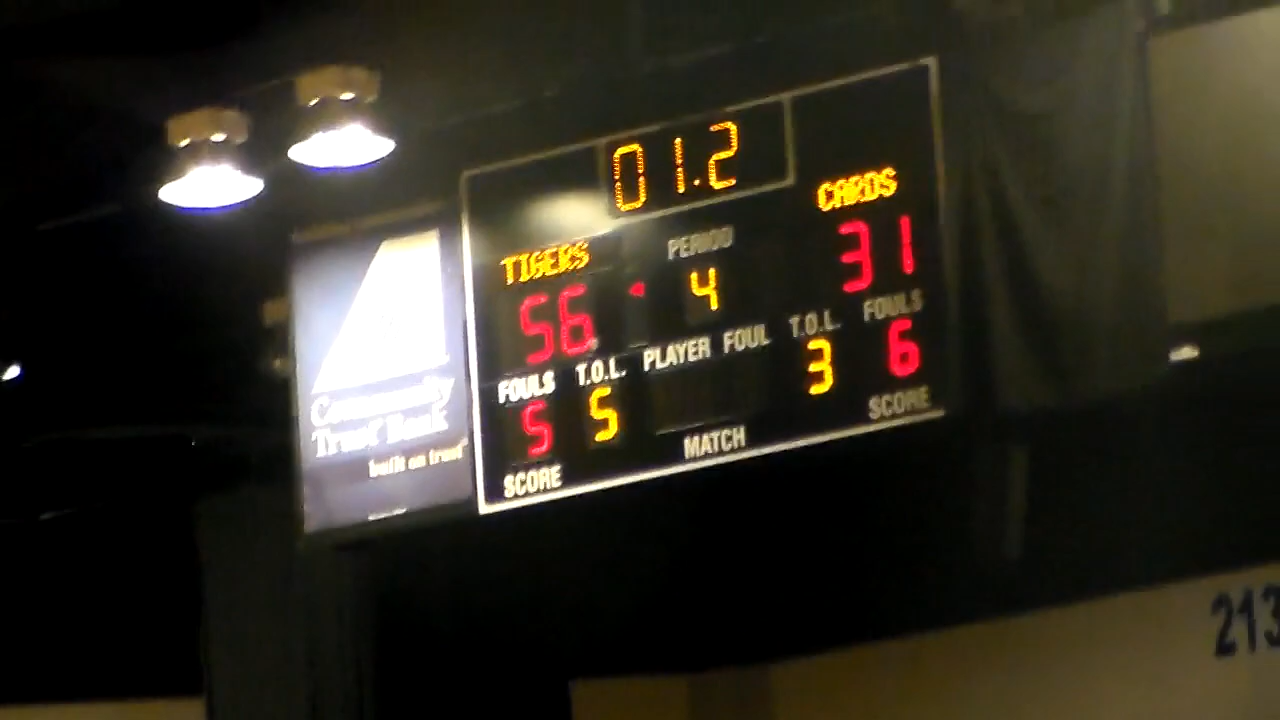 01.2
TIGERS
PERIOD
CARDS
56
4
31
FOULS
T.O.L.
PLAYER FOUL
T.O.L.
FOULS
5
5
3
6
SCORE
MATCH
SCORE
Community
Trust Bank
built on trust
213